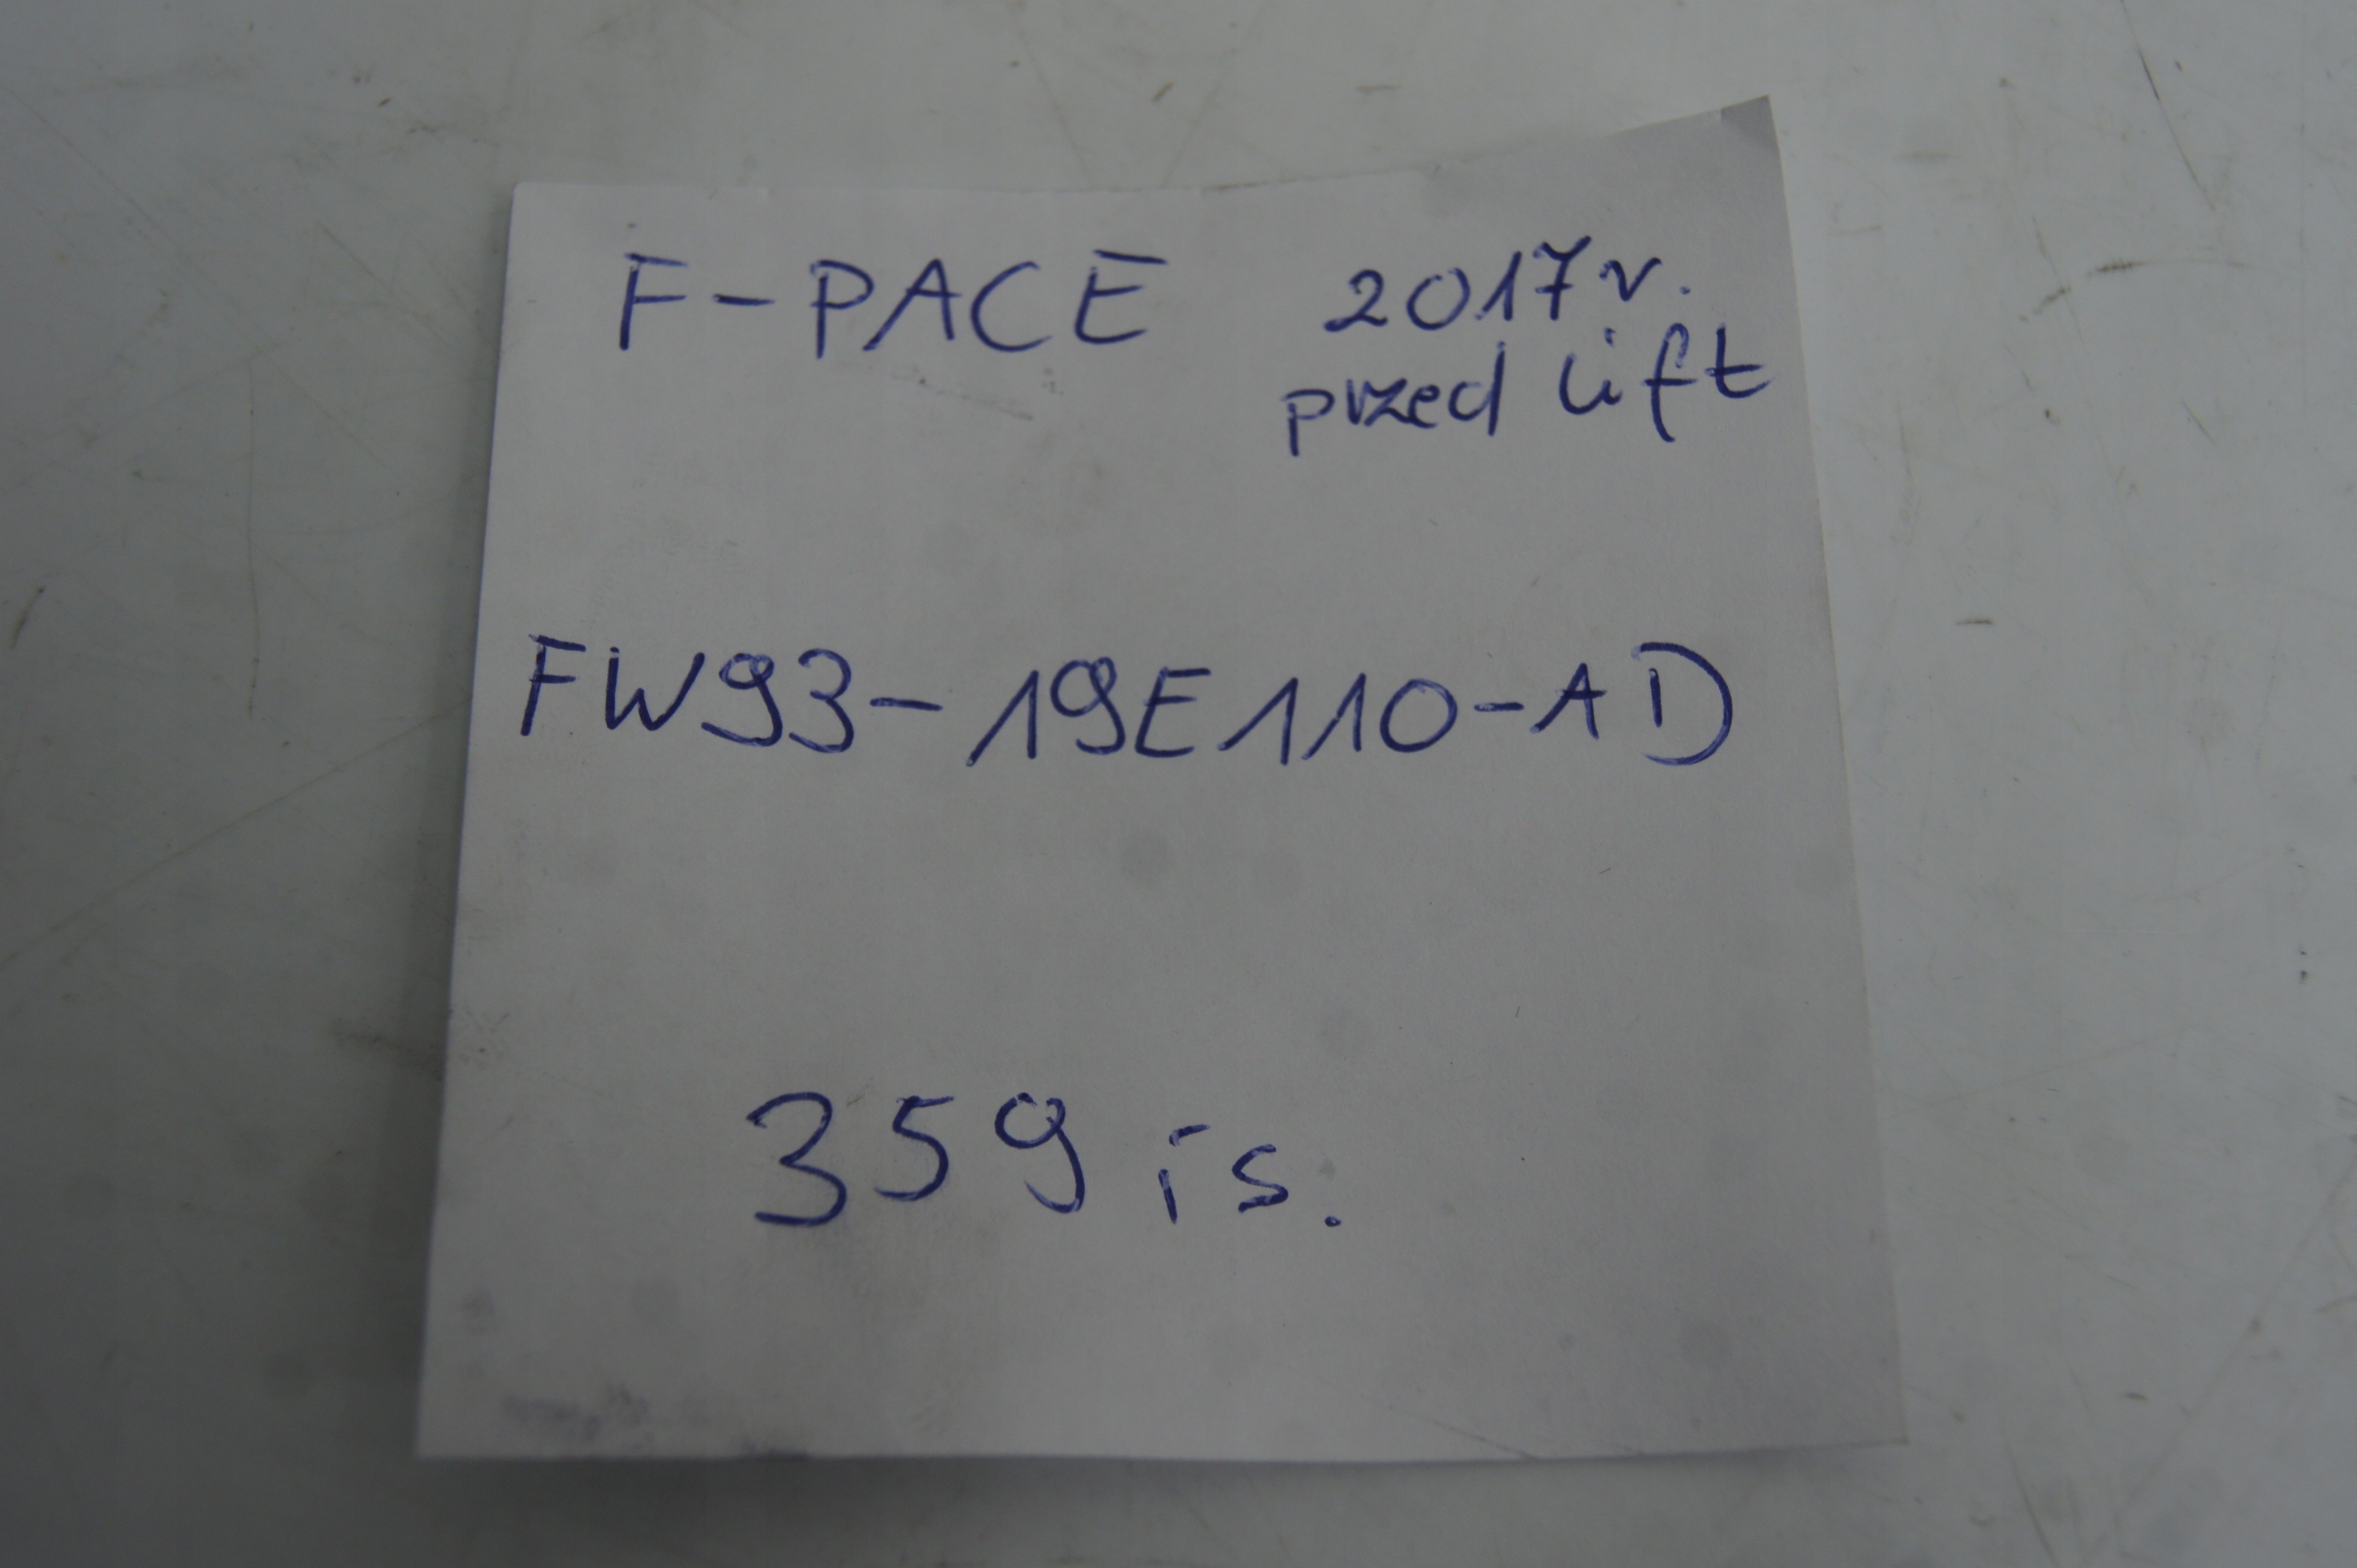 F-PACE 2017r.
przed lift
FW93-19E110-AD
359 is.